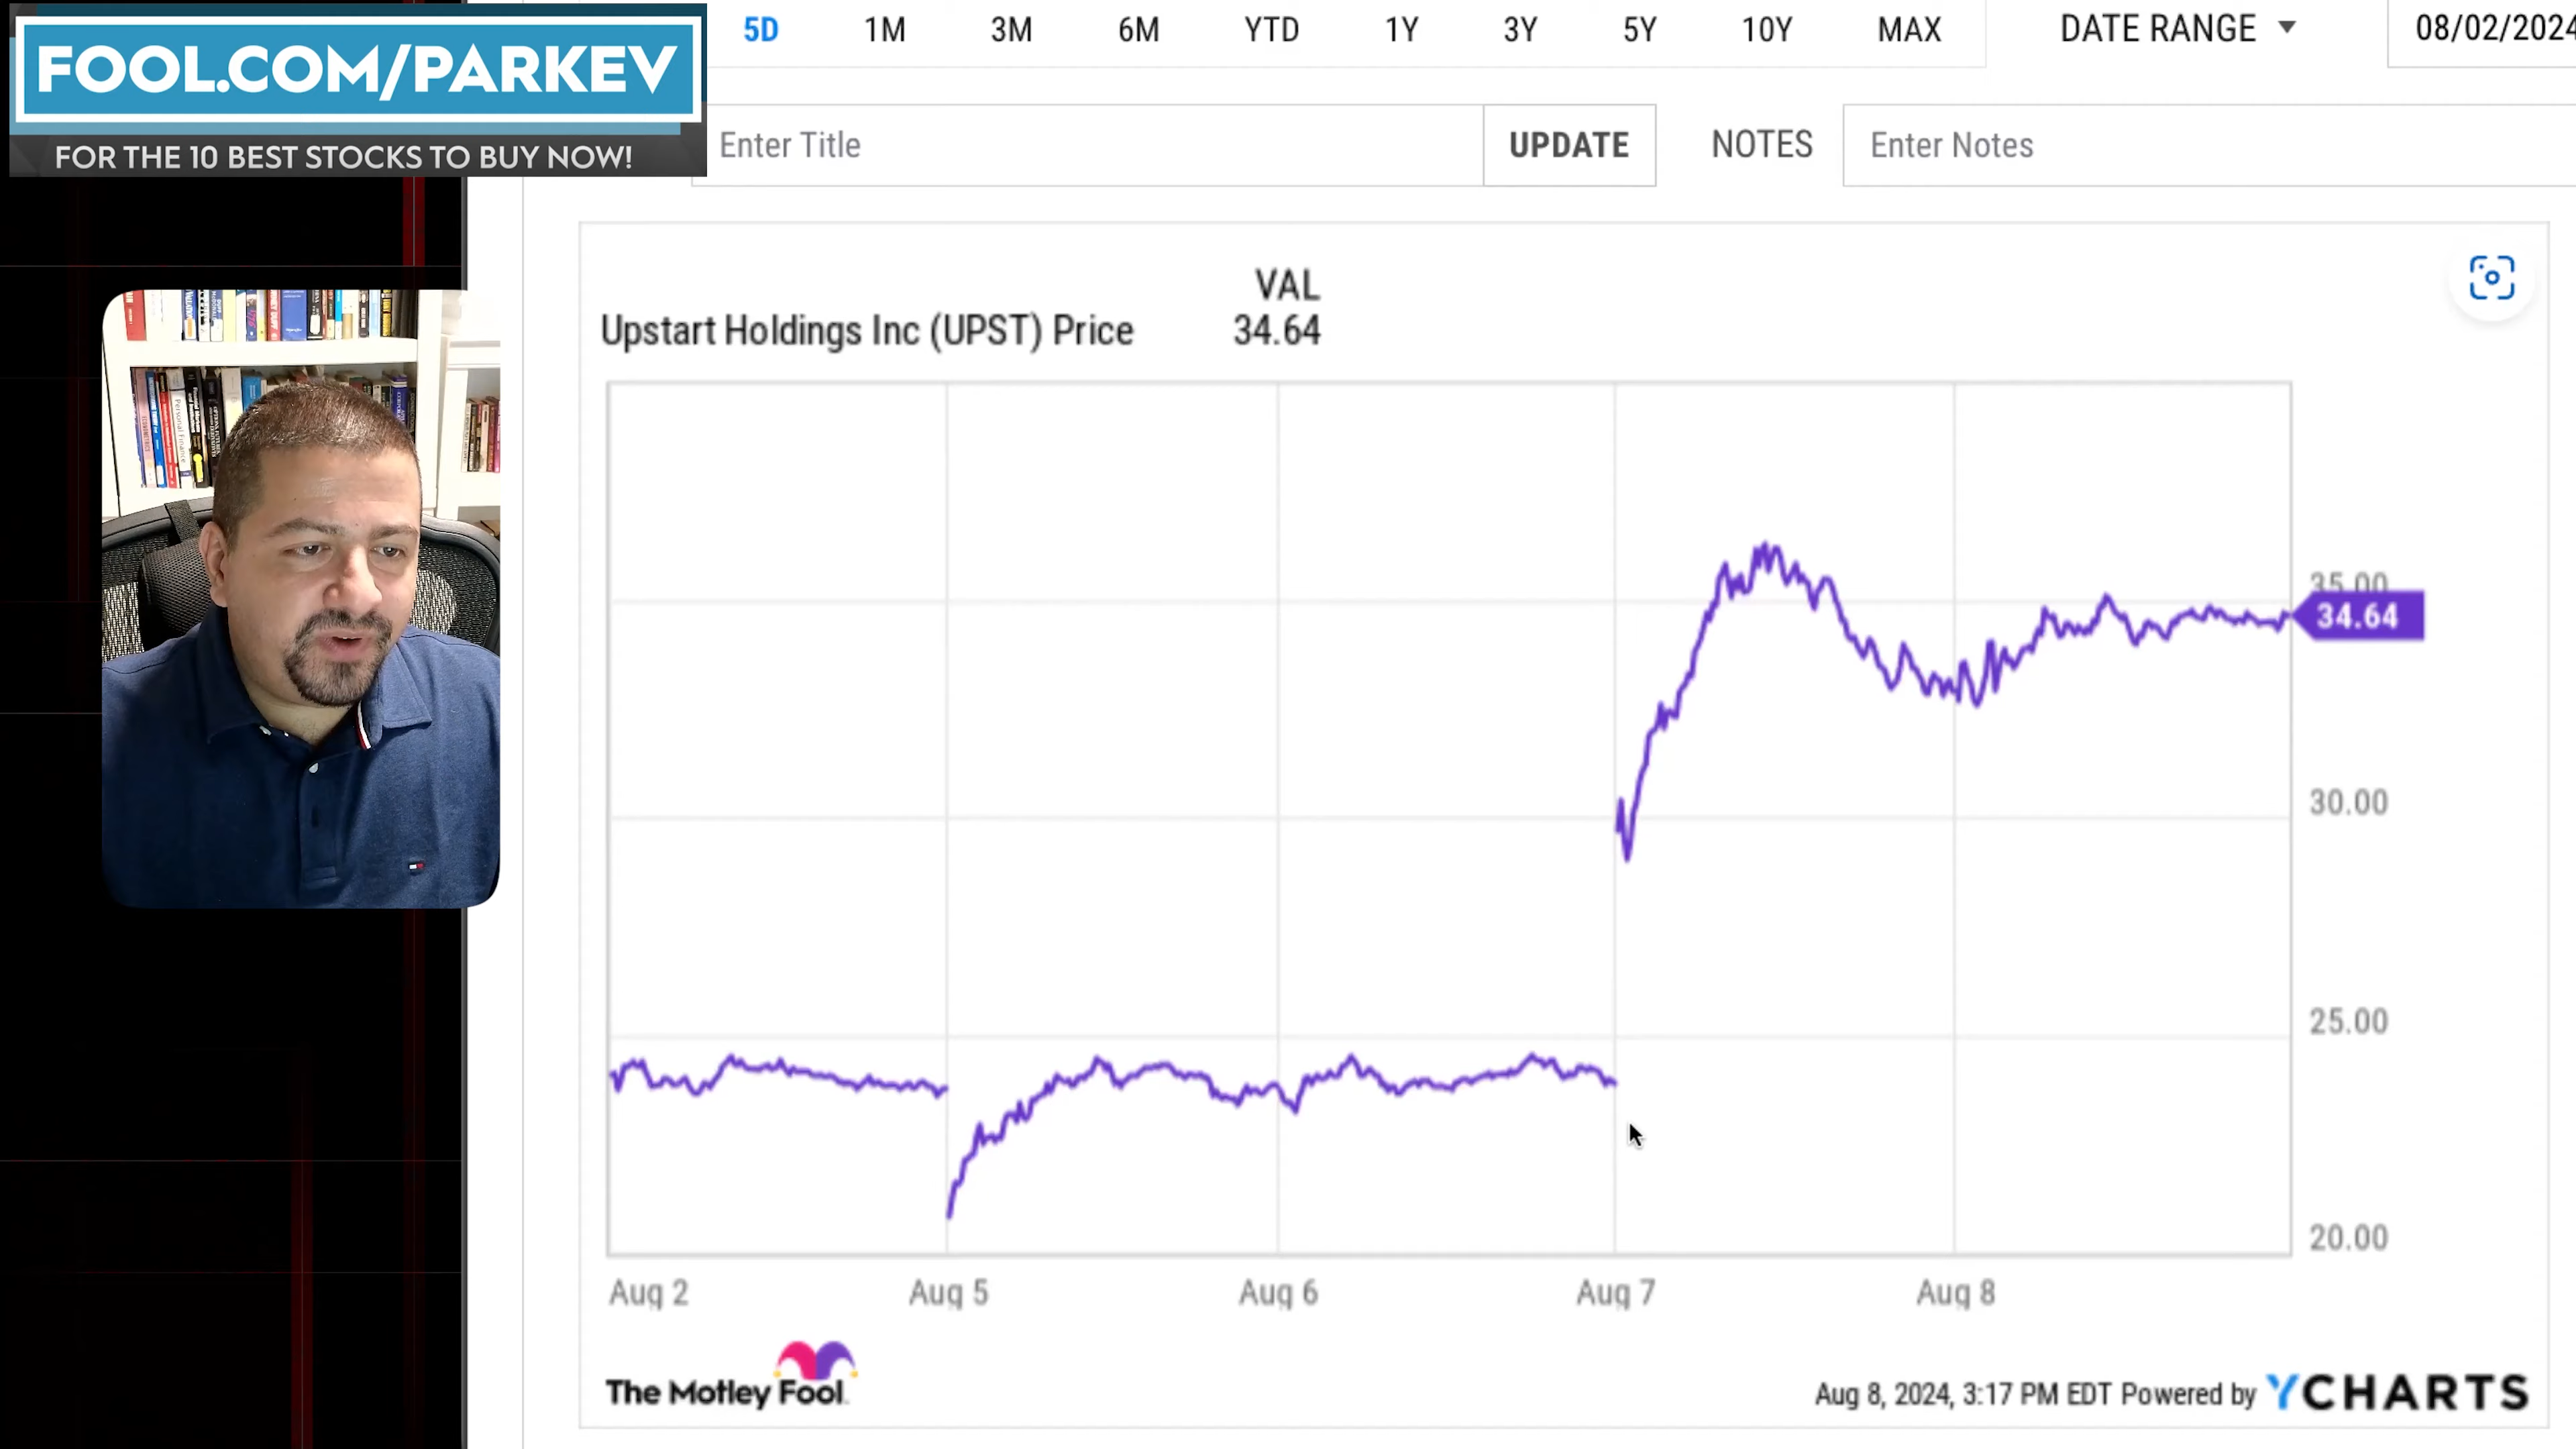 FOOL.COM/PARKEV
FOR THE 10 BEST STOCKS TO BUY NOW!
5D 1M 3M 6M YTD 1Y 3Y 5Y 10Y MAX DATE RANGE 08/02/2024
Enter Title UPDATE NOTES Enter Notes
VAL
Upstart Holdings Inc (UPST) Price 34.64
35.00
34.64
30.00
25.00
20.00
Aug 2 Aug 5 Aug 6 Aug 7 Aug 8
The Motley Fool
Aug 8, 2024, 3:17 PM EDT Powered by YCHARTS
Personal Finance